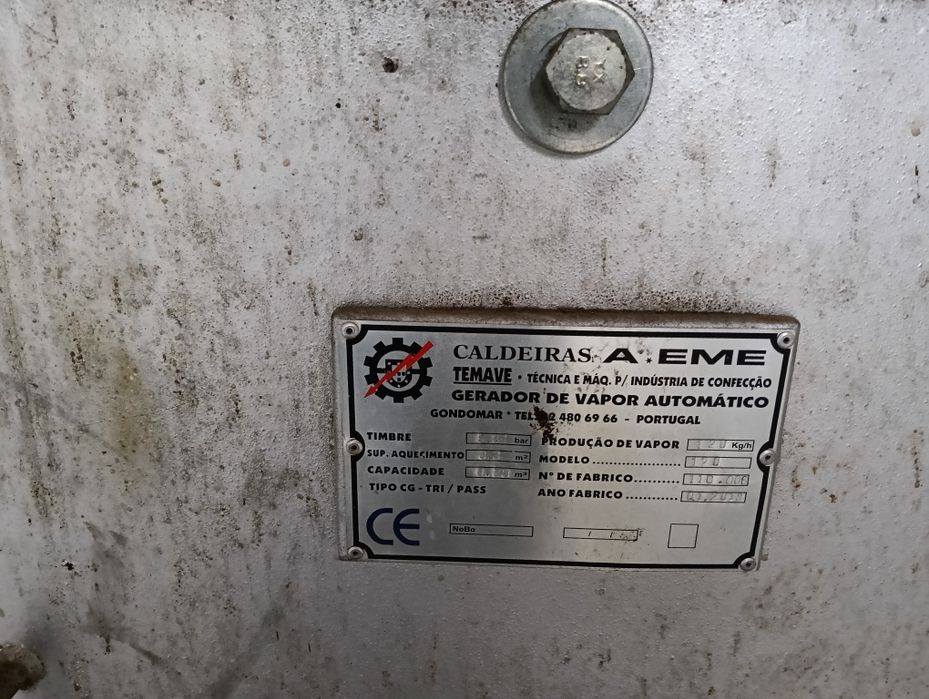 CALDEIRAS A*EME
TEMAVE • TÉCNICA E MÁQ. P/ INDÚSTRIA DE CONFECÇÃO
GERADOR DE VAPOR AUTOMÁTICO
GONDOMAR * TEL. 2 480 69 66 - PORTUGAL
TIMBRE bar
SUP. AQUECIMENTO m²
CAPACIDADE m³
TIPO CG - TRI / PASS
PRODUÇÃO DE VAPOR 120 Kg/h
MODELO 120
Nº DE FABRICO
ANO FABRICO
CE
NoBo